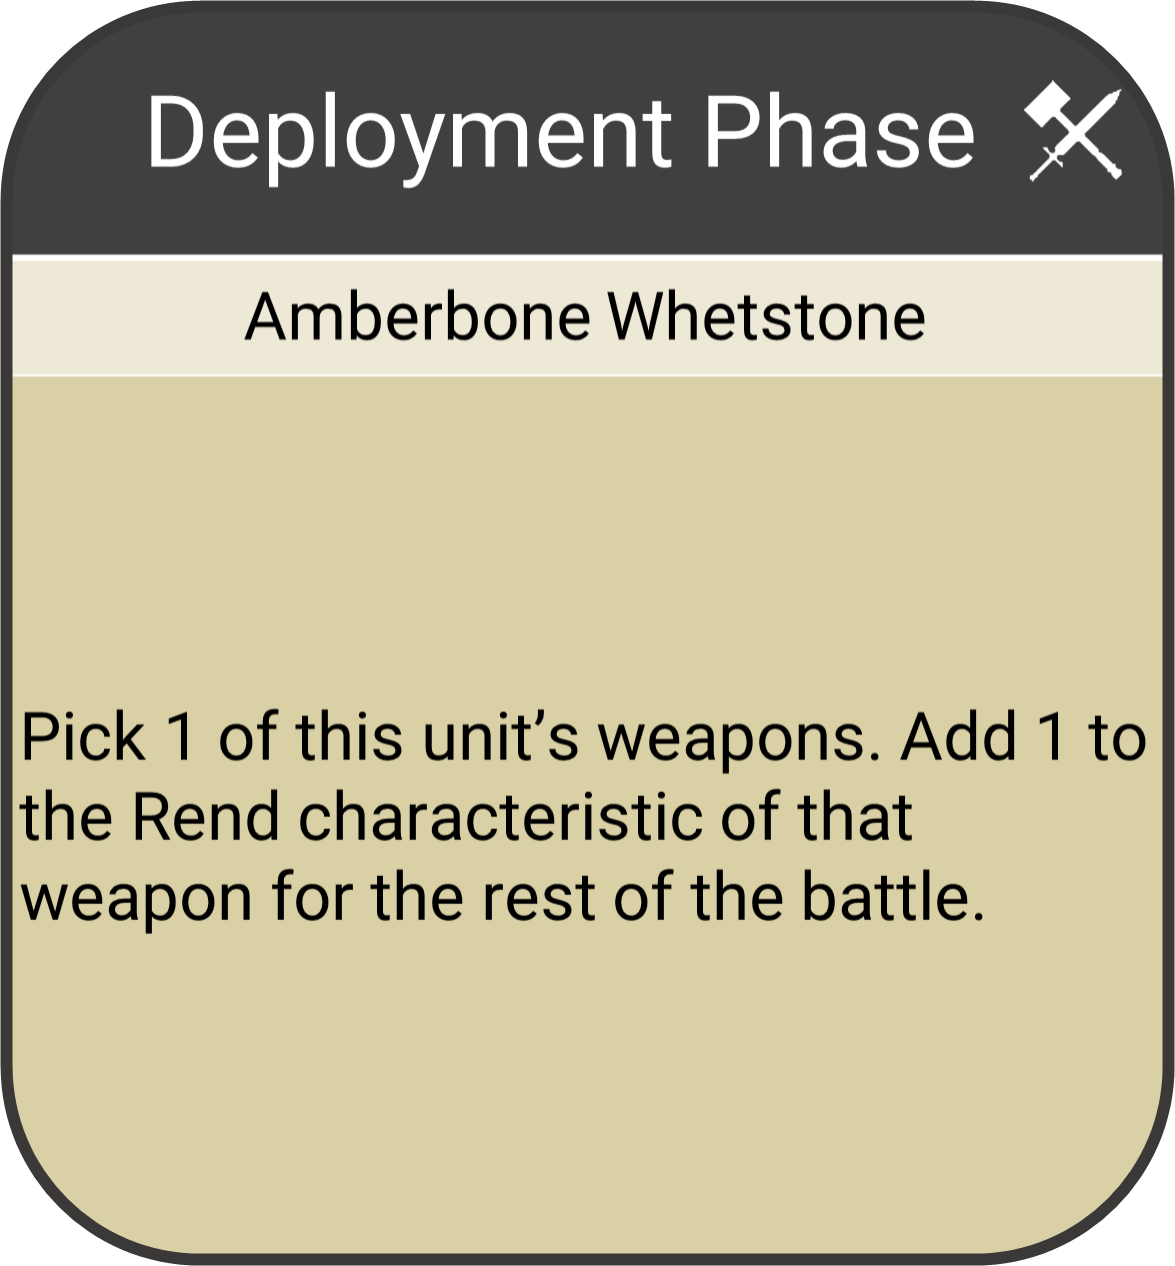 Deployment Phase
Amberbone Whetstone
Pick 1 of this unit’s weapons. Add 1 to
the Rend characteristic of that
weapon for the rest of the battle.